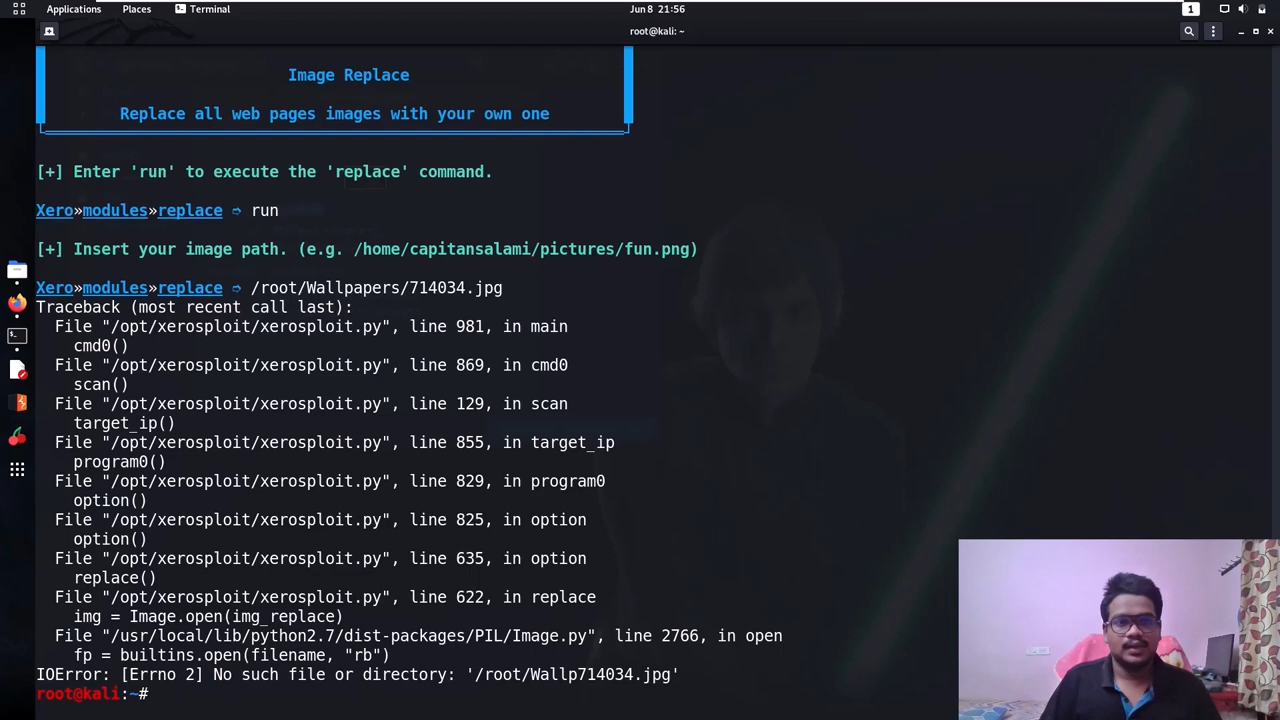 Applications Places Terminal Jun 8 21:56 1
root@kali: ~
Image Replace
Replace all web pages images with your own one
[+] Enter 'run' to execute the 'replace' command.
Xero»modules»replace ➩ run
[+] Insert your image path. (e.g. /home/capitansalami/pictures/fun.png)
Xero»modules»replace ➩ /root/Wallpapers/714034.jpg
Traceback (most recent call last):
File "/opt/xerosploit/xerosploit.py", line 981, in main
cmd0()
File "/opt/xerosploit/xerosploit.py", line 869, in cmd0
scan()
File "/opt/xerosploit/xerosploit.py", line 129, in scan
target_ip()
File "/opt/xerosploit/xerosploit.py", line 855, in target_ip
program0()
File "/opt/xerosploit/xerosploit.py", line 829, in program0
option()
File "/opt/xerosploit/xerosploit.py", line 825, in option
option()
File "/opt/xerosploit/xerosploit.py", line 635, in option
replace()
File "/opt/xerosploit/xerosploit.py", line 622, in replace
img = Image.open(img_replace)
File "/usr/local/lib/python2.7/dist-packages/PIL/Image.py", line 2766, in open
fp = builtins.open(filename, "rb")
IOError: [Errno 2] No such file or directory: '/root/Wallp714034.jpg'
root@kali:~#